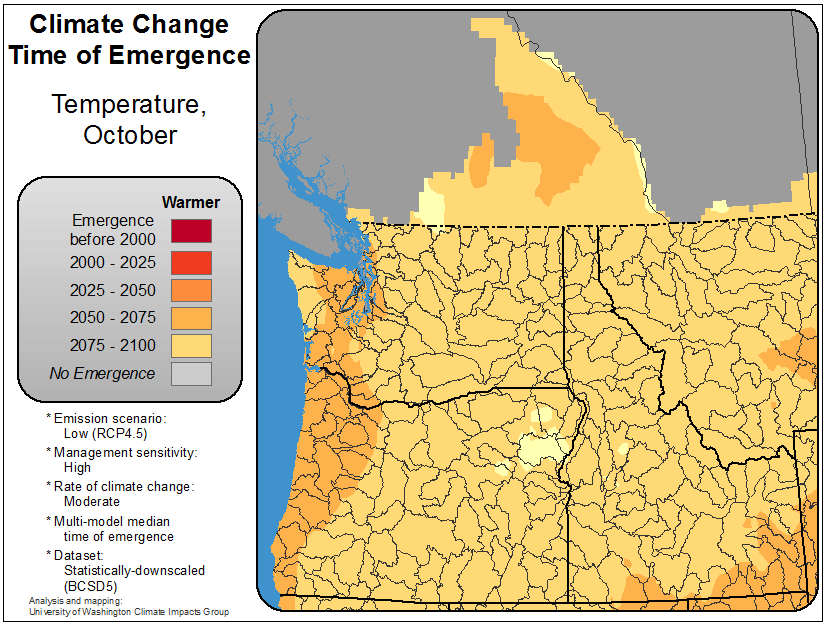 Climate Change
Time of Emergence
Temperature,
October
Warmer
Emergence
before 2000
2000 - 2025
2025 - 2050
2050 - 2075
2075 - 2100
No Emergence
* Emission scenario:
Low (RCP4.5)
* Management sensitivity:
High
* Rate of climate change:
Moderate
* Multi-model median
time of emergence
* Dataset:
Statistically-downscaled
(BCSD5)
Analysis and mapping:
University of Washington Climate Impacts Group